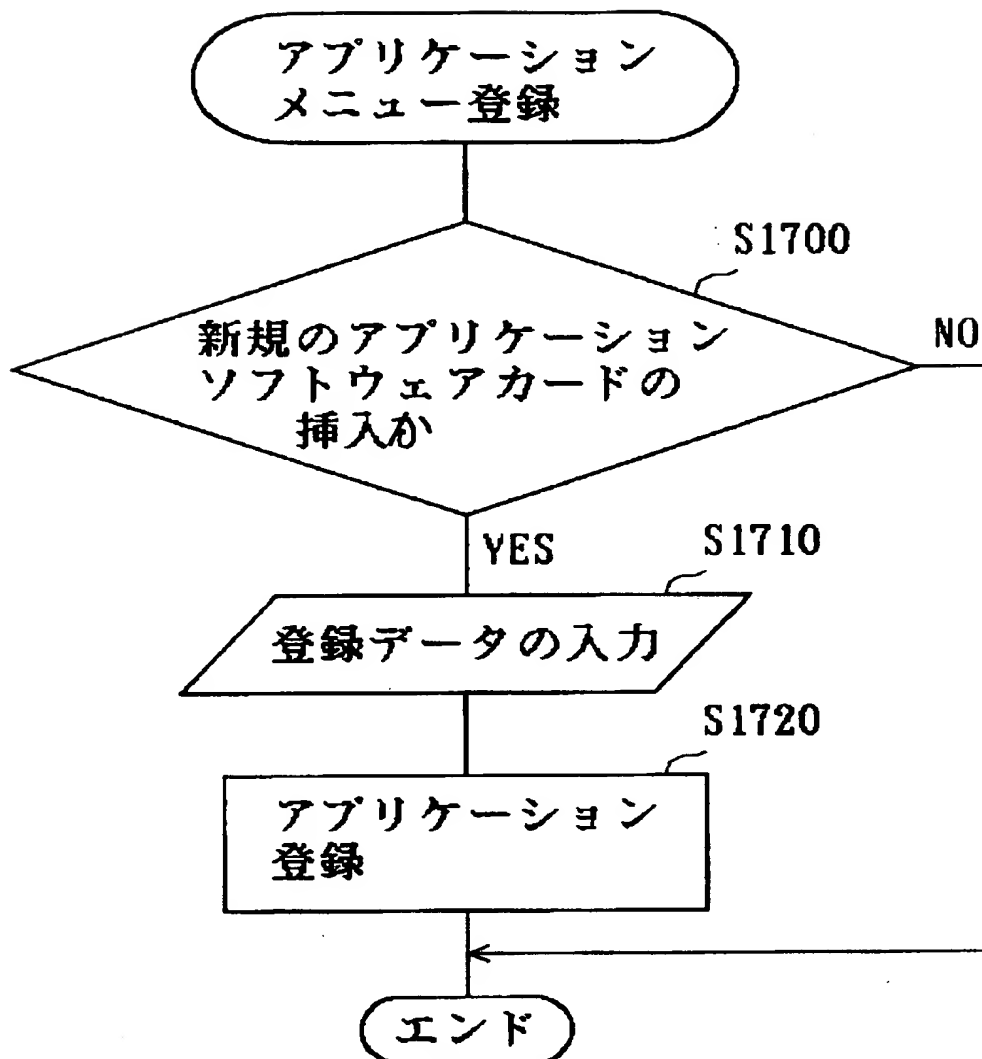 アプリケーション
メニュー登録
S1700
新規のアプリケーション
ソフトウェアカードの
挿入か
NO
YES
S1710
登録データの入力
S1720
アプリケーション
登録
エンド